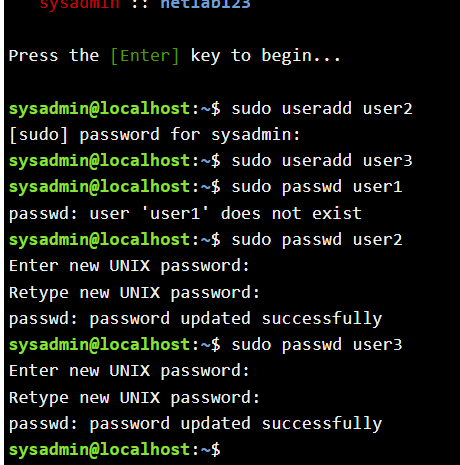 sysadmin :: netlab123
Press the [Enter] key to begin...
sysadmin@localhost:~$ sudo useradd user2
[sudo] password for sysadmin:
sysadmin@localhost:~$ sudo useradd user3
sysadmin@localhost:~$ sudo passwd user1
passwd: user 'user1' does not exist
sysadmin@localhost:~$ sudo passwd user2
Enter new UNIX password:
Retype new UNIX password:
passwd: password updated successfully
sysadmin@localhost:~$ sudo passwd user3
Enter new UNIX password:
Retype new UNIX password:
passwd: password updated successfully
sysadmin@localhost:~$